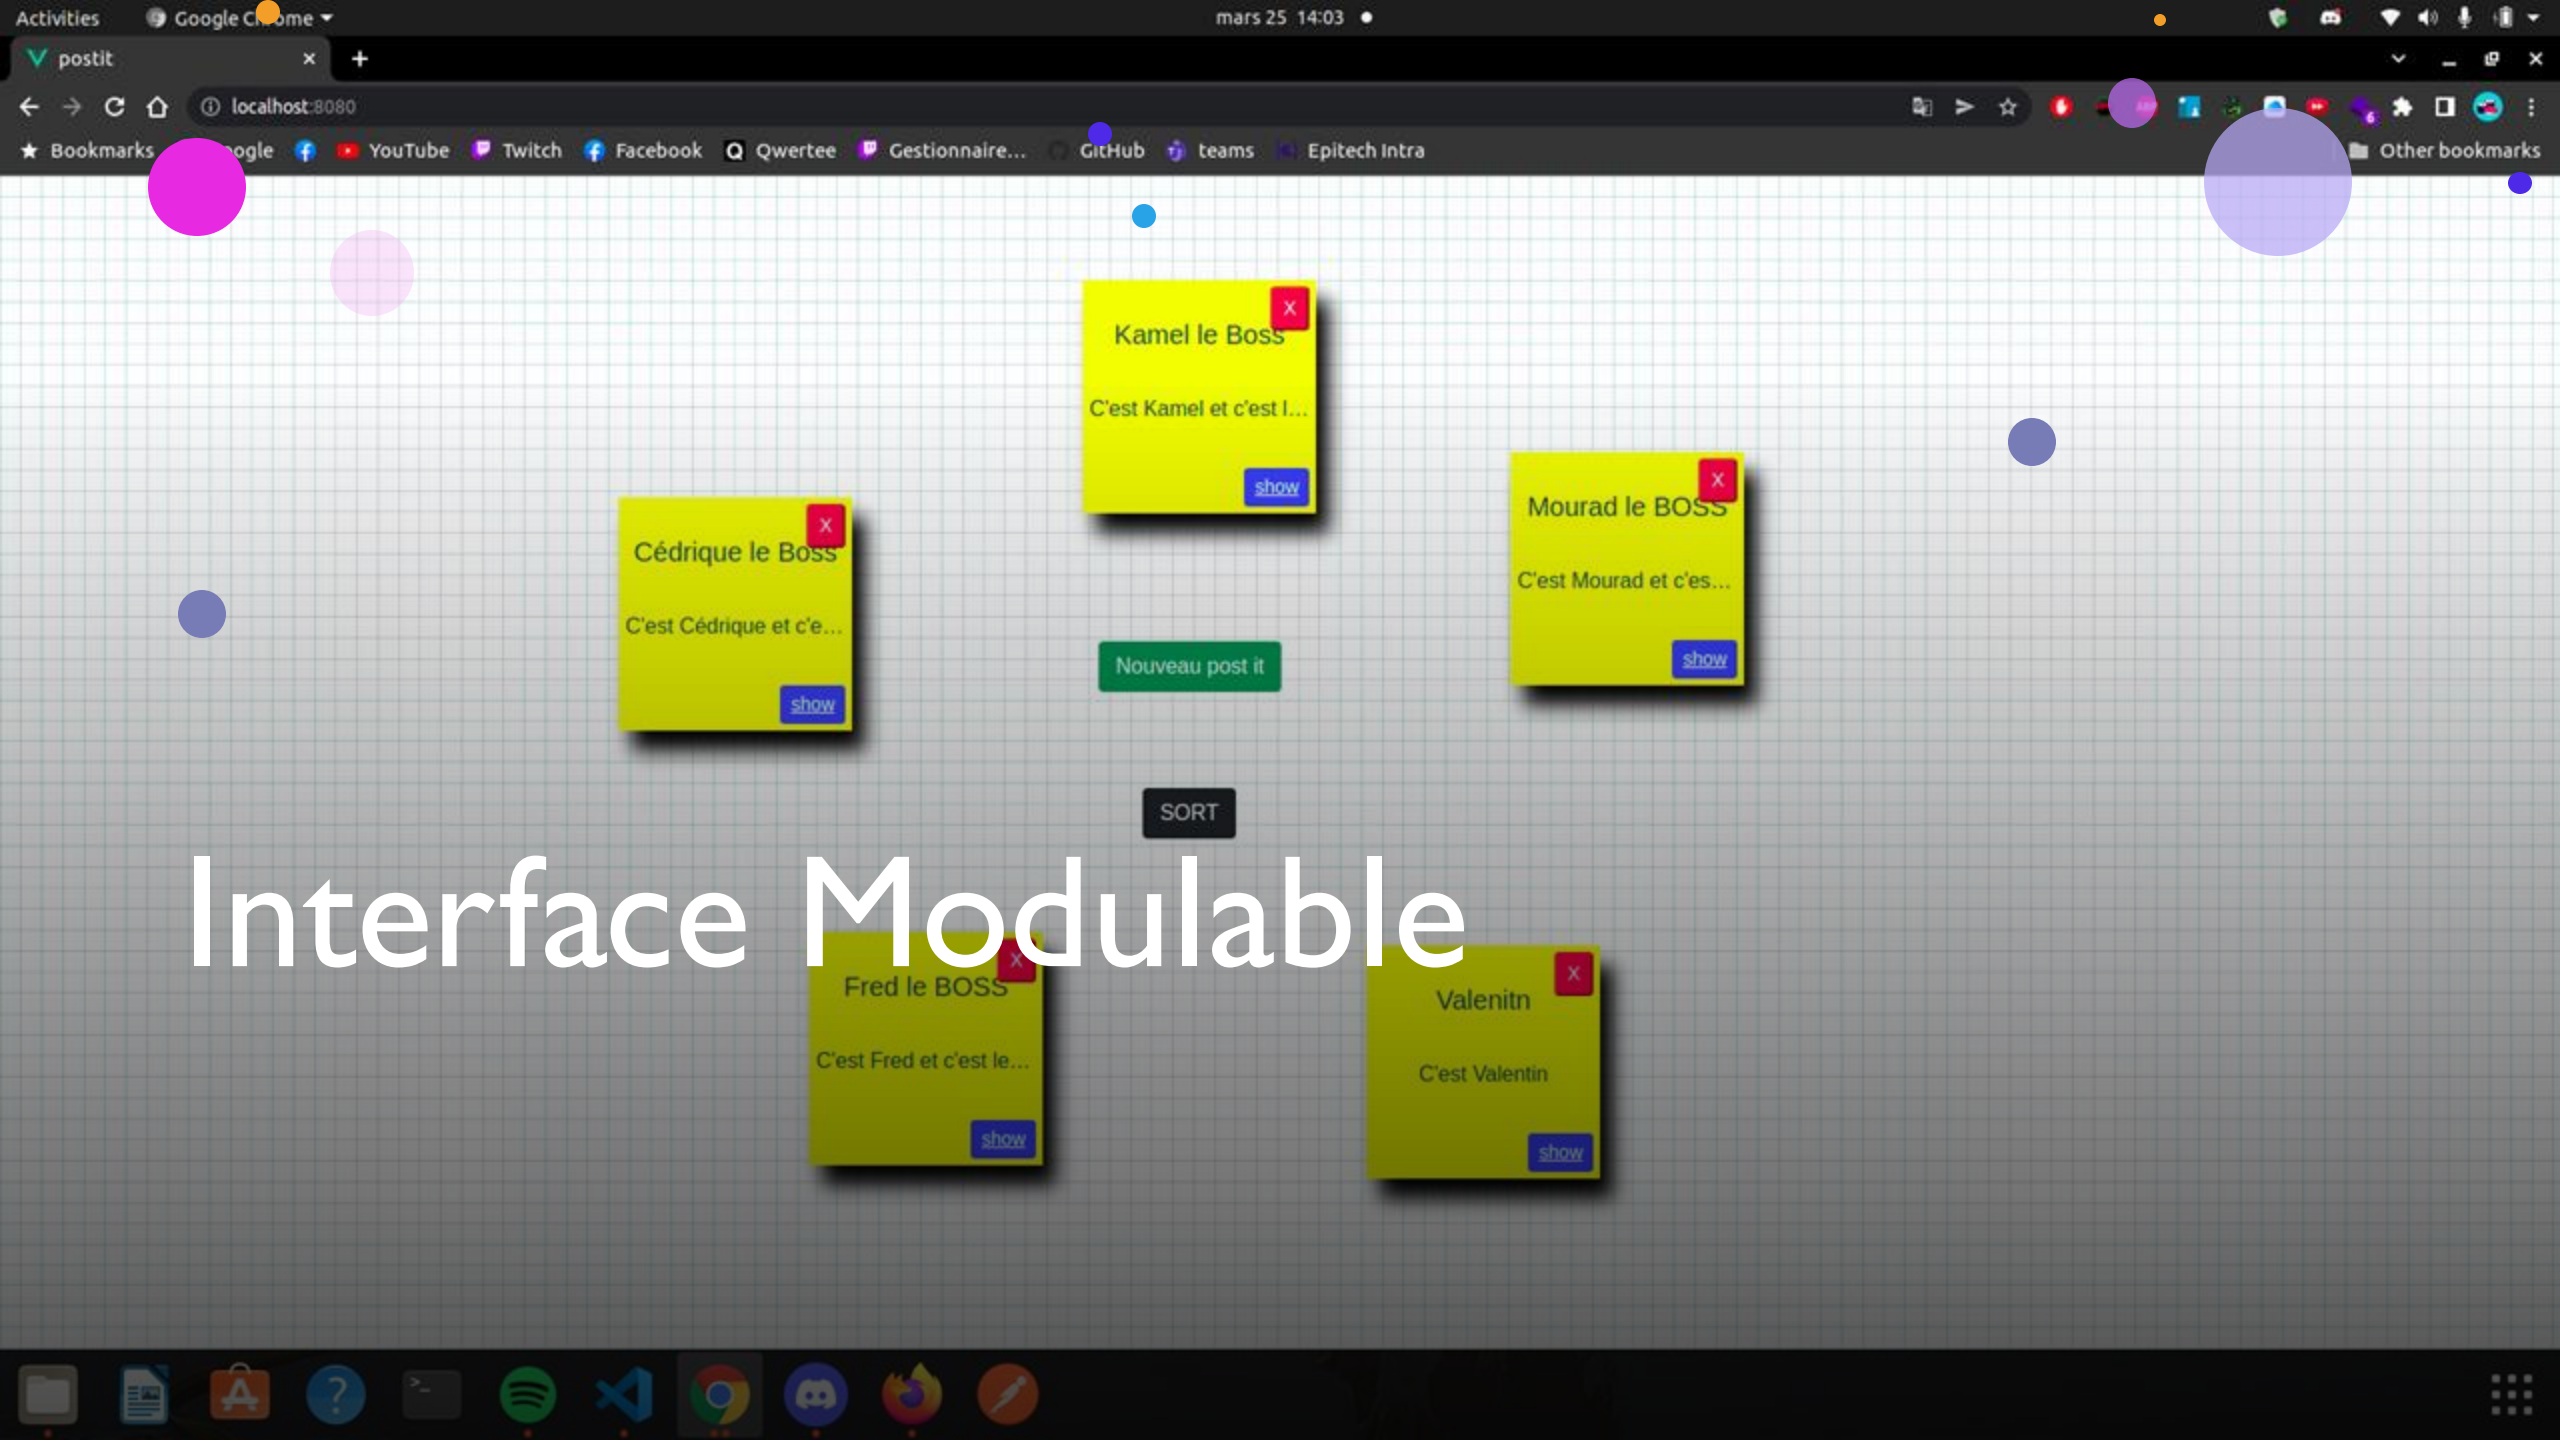 Activities
Google Chrome
mars 25 14:03
postit
localhost:8080
Bookmarks
YouTube
Twitch
Facebook
Qwertee
Gestionnaire...
GitHub
teams
Epitech Intra
Other bookmarks
X
Kamel le Boss
C'est Kamel et c'est l...
show
X
Mourad le BOSS
C'est Mourad et c'es...
show
X
Cédrique le Boss
C'est Cédrique et c'e...
show
Nouveau post it
SORT
Interface Modulable
X
Fred le BOSS
C'est Fred et c'est le...
show
X
Valenitn
C'est Valentin
show